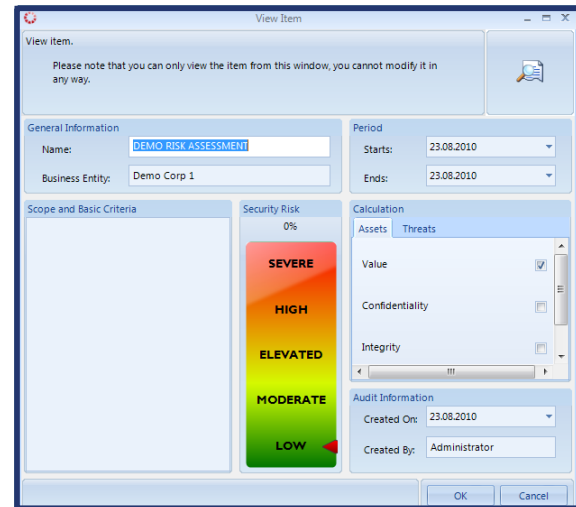 View Item
View item.
Please note that you can only view the item from this window, you cannot modify it in
any way.
General Information
Name:
DEMO RISK ASSESSMENT
Business Entity:
Demo Corp 1
Period
Starts:
23.08.2010
Ends:
23.08.2010
Scope and Basic Criteria
Security Risk
0%
SEVERE
HIGH
ELEVATED
MODERATE
LOW
Calculation
Assets
Threats
Value
Confidentiality
Integrity
Audit Information
Created On:
23.08.2010
Created By:
Administrator
OK
Cancel